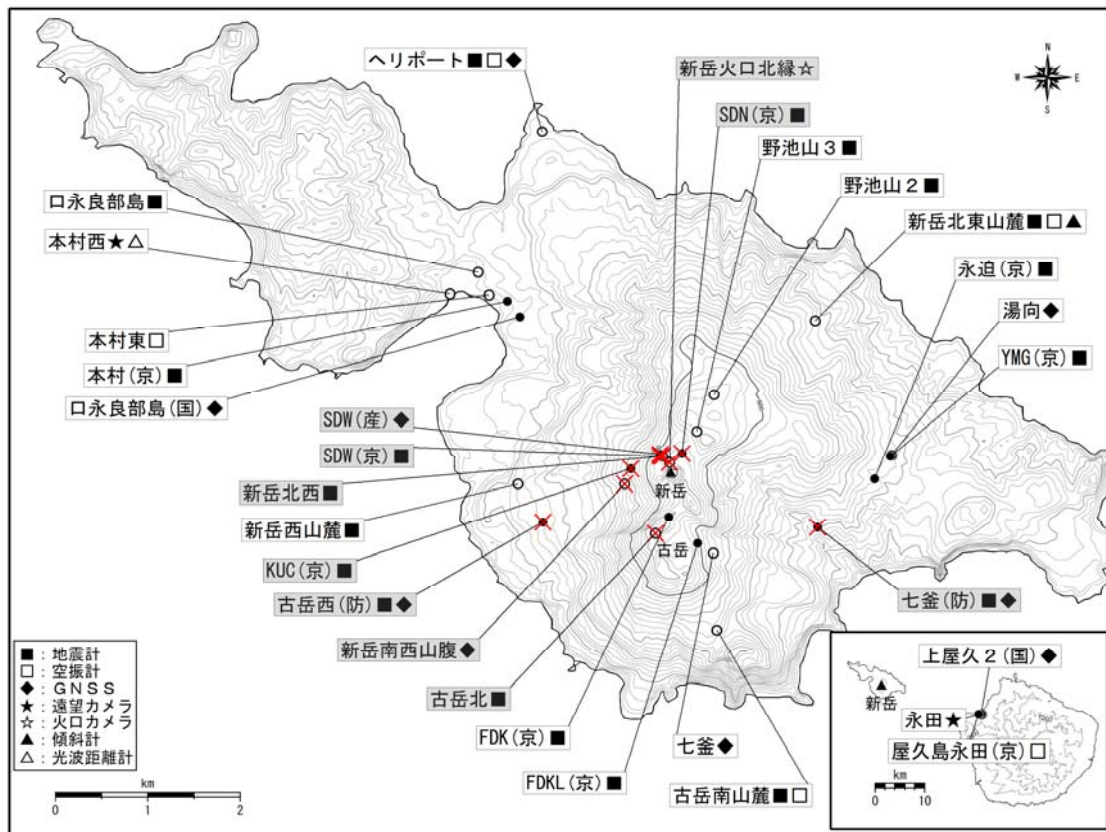 ヘリポート■□◆
新岳火口北縁☆
SDN(京)■
野池山3■
野池山2■
新岳北東山麓■□▲
永迫(京)■
湯向◆
YMG(京)■
N
W E
S
口永良部島■
本村西★△
本村東□
本村(京)■
口永良部島(国)◆
SDW(産)◆
SDW(京)■
新岳北西■
新岳西山麓■
KUC(京)■
古岳西(防)■◆
新岳南西山腹◆
古岳北■
FDK(京)■
FDKL(京)■
七釜◆
古岳南山麓■□
七釜(防)■◆
新岳
古岳
■:地震計
□:空振計
◆:GNSS
★:遠望カメラ
☆:火口カメラ
▲:傾斜計
△:光波距離計
km
0 1 2
上屋久2(国)◆
新岳
永田★
屋久島永田(京)□
km
0 10